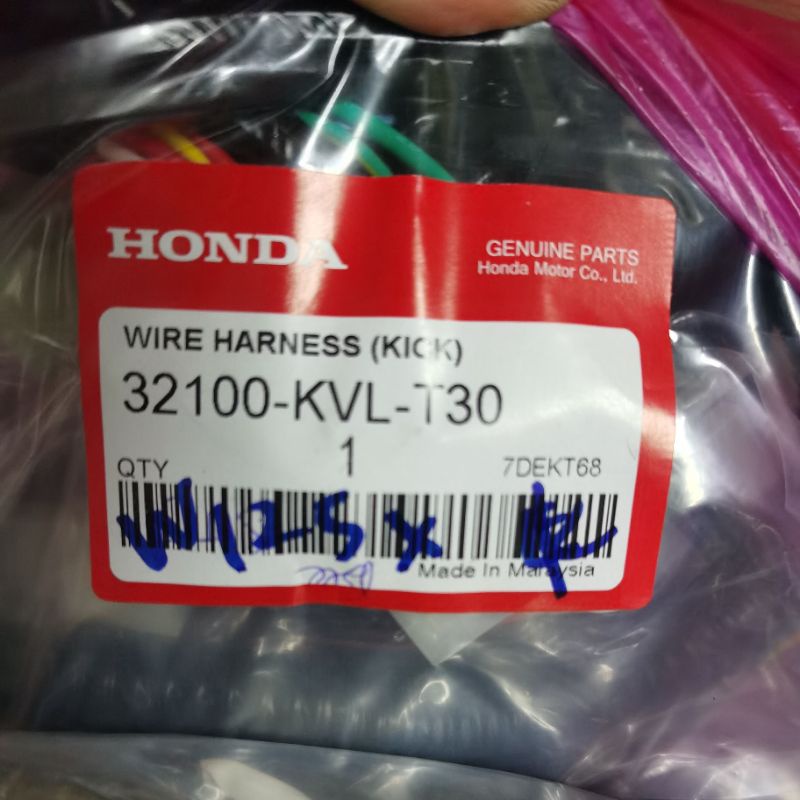 HONDA
GENUINE PARTS
Honda Motor Co., Ltd.
WIRE HARNESS (KICK)
32100-KVL-T30
QTY 1 7DEKT68
W125X
Made In Malaysia